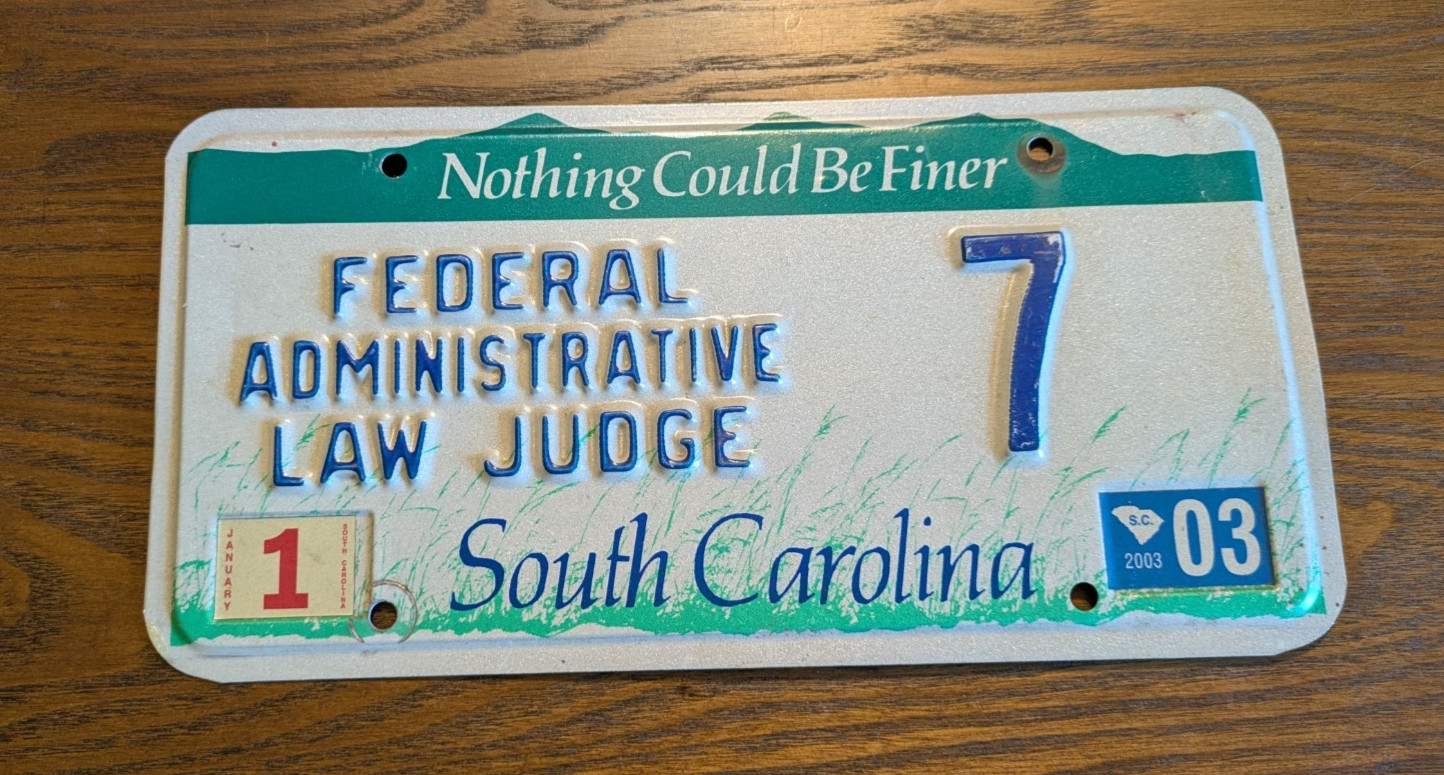 Nothing Could Be Finer
FEDERAL
ADMINISTRATIVE
LAW JUDGE
7
JANUARY
1
SOUTH CAROLINA
South Carolina
S.C.
2003
03